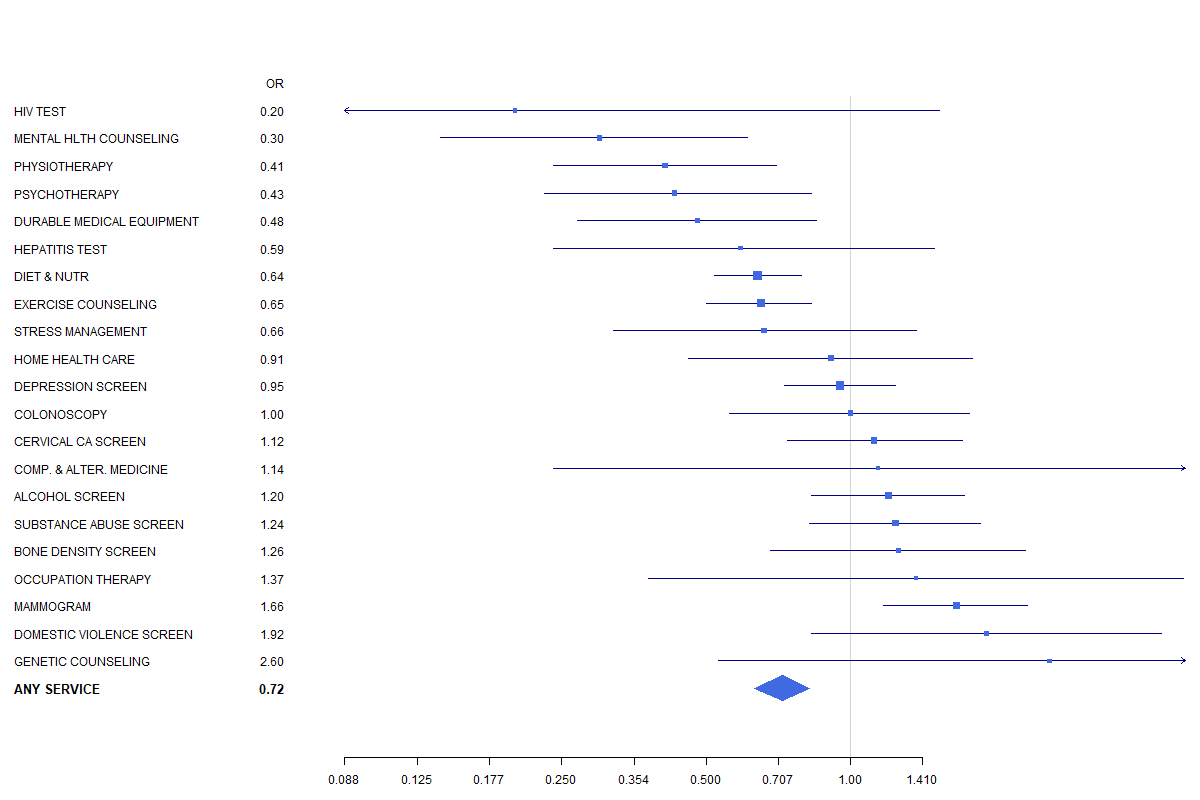 OR
HIV TEST 0.20
MENTAL HLTH COUNSELING 0.30
PHYSIOTHERAPY 0.41
PSYCHOTHERAPY 0.43
DURABLE MEDICAL EQUIPMENT 0.48
HEPATITIS TEST 0.59
DIET & NUTR 0.64
EXERCISE COUNSELING 0.65
STRESS MANAGEMENT 0.66
HOME HEALTH CARE 0.91
DEPRESSION SCREEN 0.95
COLONOSCOPY 1.00
CERVICAL CA SCREEN 1.12
COMP. & ALTER. MEDICINE 1.14
ALCOHOL SCREEN 1.20
SUBSTANCE ABUSE SCREEN 1.24
BONE DENSITY SCREEN 1.26
OCCUPATION THERAPY 1.37
MAMMOGRAM 1.66
DOMESTIC VIOLENCE SCREEN 1.92
GENETIC COUNSELING 2.60
ANY SERVICE 0.72
0.088 0.125 0.177 0.250 0.354 0.500 0.707 1.00 1.410